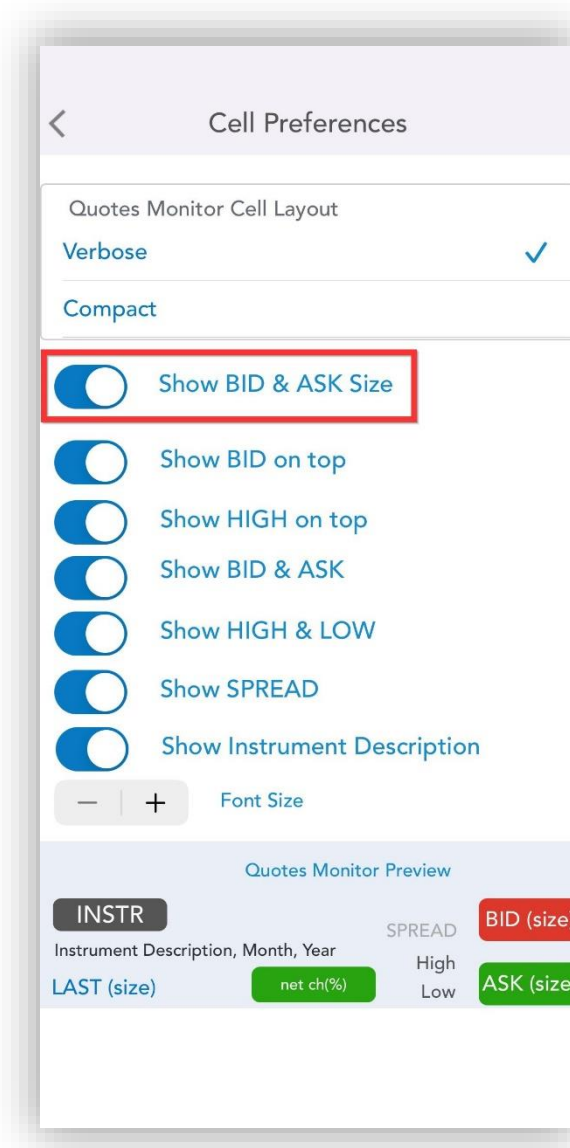 Cell Preferences
Quotes Monitor Cell Layout
Verbose
Compact
Show BID & ASK Size
Show BID on top
Show HIGH on top
Show BID & ASK
Show HIGH & LOW
Show SPREAD
Show Instrument Description
− + Font Size
Quotes Monitor Preview
INSTR
SPREAD
BID (size
Instrument Description, Month, Year
High
LAST (size)
net ch(%)
Low
ASK (size